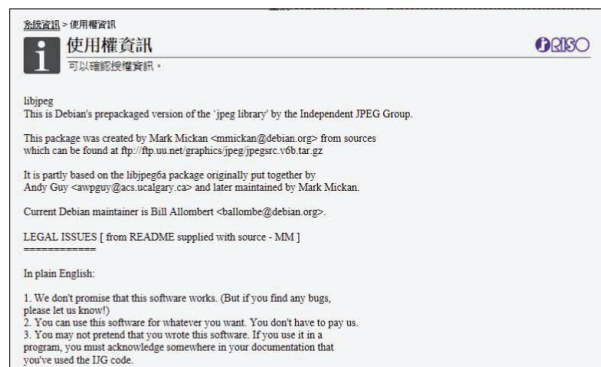 系統資訊 > 使用權資訊
使用權資訊
RISO
可以確認授權資訊。
libjpeg
This is Debian's prepackaged version of the `jpeg library' by the Independent JPEG Group.
This package was created by Mark Mickan <mmickan@debian.org> from sources
which can be found at ftp://ftp.uu.net/graphics/jpeg/jpegsrc.v6b.tar.gz
It is partly based on the libjpeg6a package originally put together by
Andy Guy <awpguy@acs.ucalgary.ca> and later maintained by Mark Mickan.
Current Debian maintainer is Bill Allombert <ballombe@debian.org>.
LEGAL ISSUES [ from README supplied with source - MM ]
============
In plain English:
1. We don't promise that this software works. (But if you find any bugs,
please let us know!)
2. You can use this software for whatever you want. You don't have to pay us.
3. You may not pretend that you wrote this software. If you use it in a
program, you must acknowledge somewhere in your documentation that
you've used the IJG code.